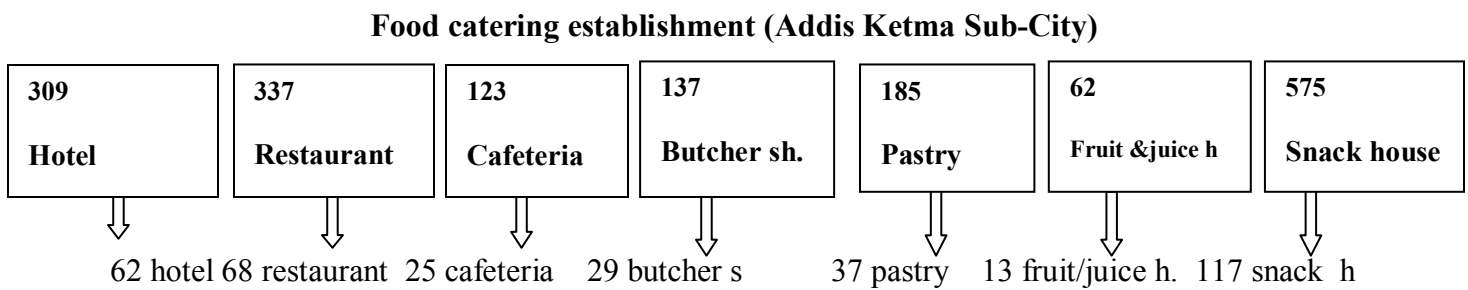 Food catering establishment (Addis Ketma Sub-City)
309 337 123 137 185 62 575
Hotel Restaurant Cafeteria Butcher sh. Pastry Fruit &juice h Snack house
62 hotel 68 restaurant 25 cafeteria 29 butcher s 37 pastry 13 fruit/juice h. 117 snack h